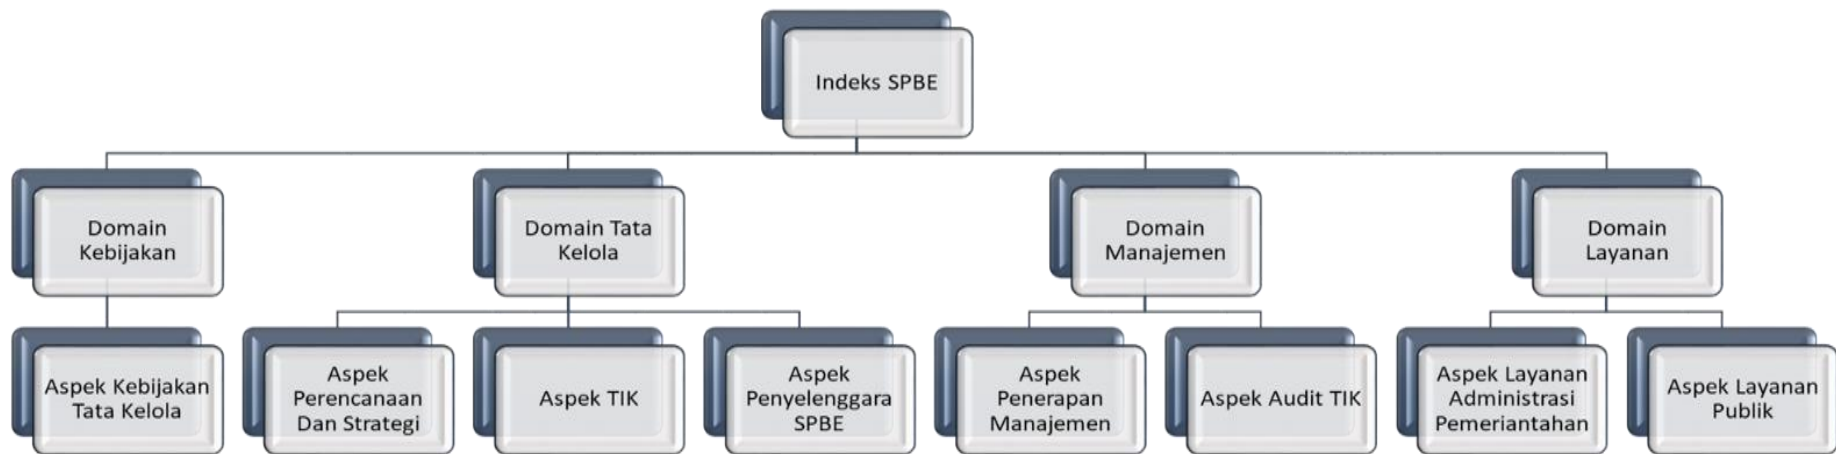 Indeks SPBE
Domain
Kebijakan
Domain Tata
Kelola
Domain
Manajemen
Domain
Layanan
Aspek Kebijakan
Tata Kelola
Aspek
Perencanaan
Dan Strategi
Aspek TIK
Aspek
Penyelenggara
SPBE
Aspek
Penerapan
Manajemen
Aspek Audit TIK
Aspek Layanan
Administrasi
Pemeriantahan
Aspek Layanan
Publik